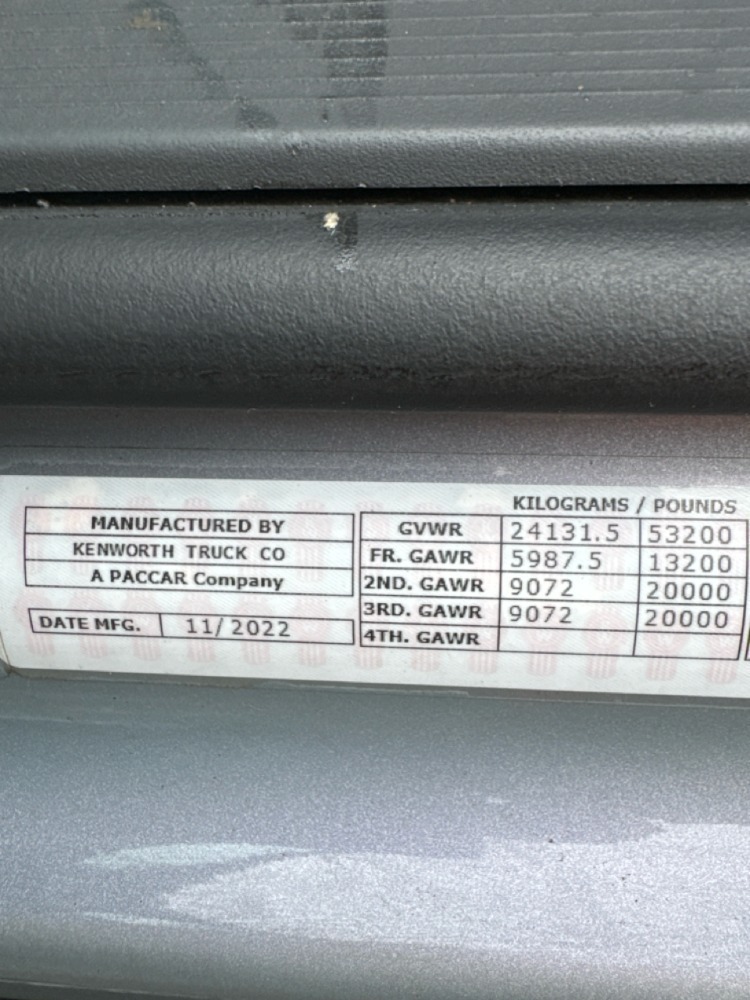 KILOGRAMS / POUNDS
MANUFACTURED BY
KENWORTH TRUCK CO
A PACCAR Company
DATE MFG. 11/2022
GVWR 24131.5 53200
FR. GAWR 5987.5 13200
2ND. GAWR 9072 20000
3RD. GAWR 9072 20000
4TH. GAWR